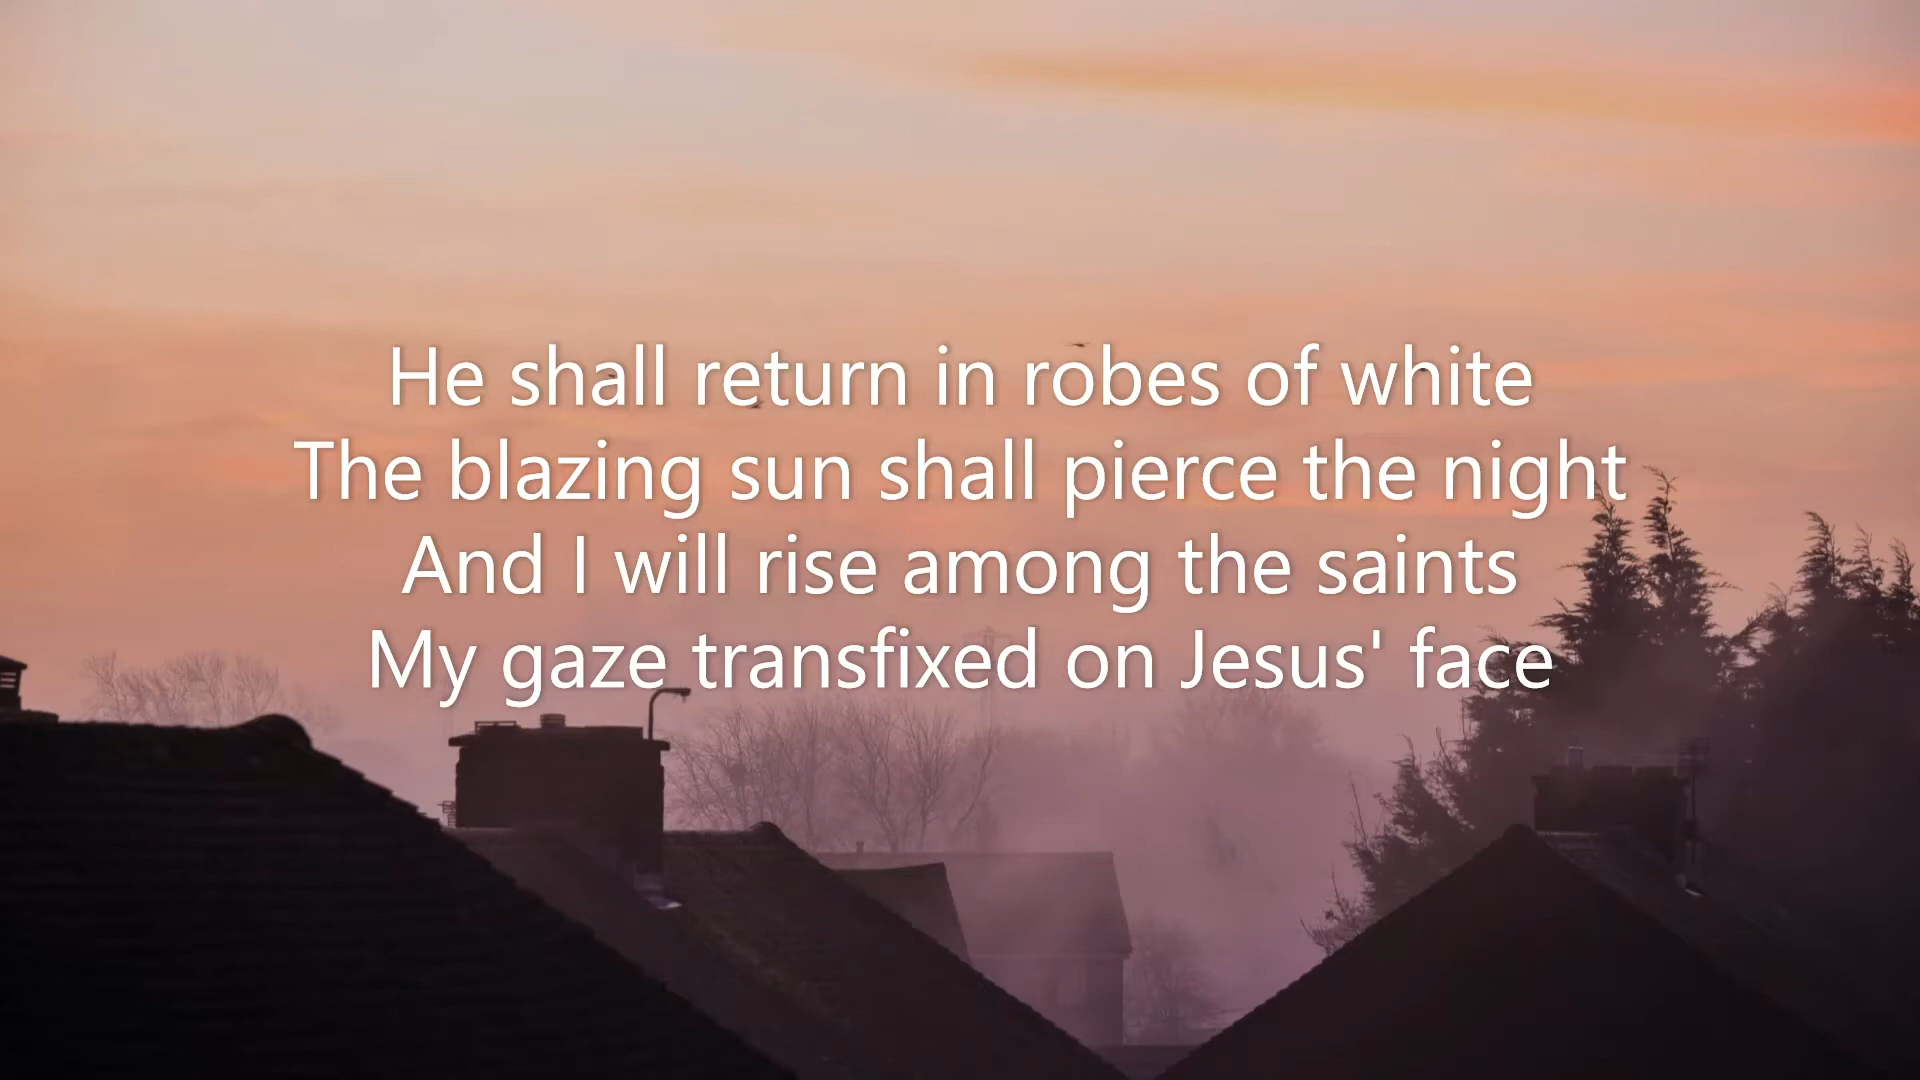 He shall return in robes of white
The blazing sun shall pierce the night
And I will rise among the saints
My gaze transfixed on Jesus' face